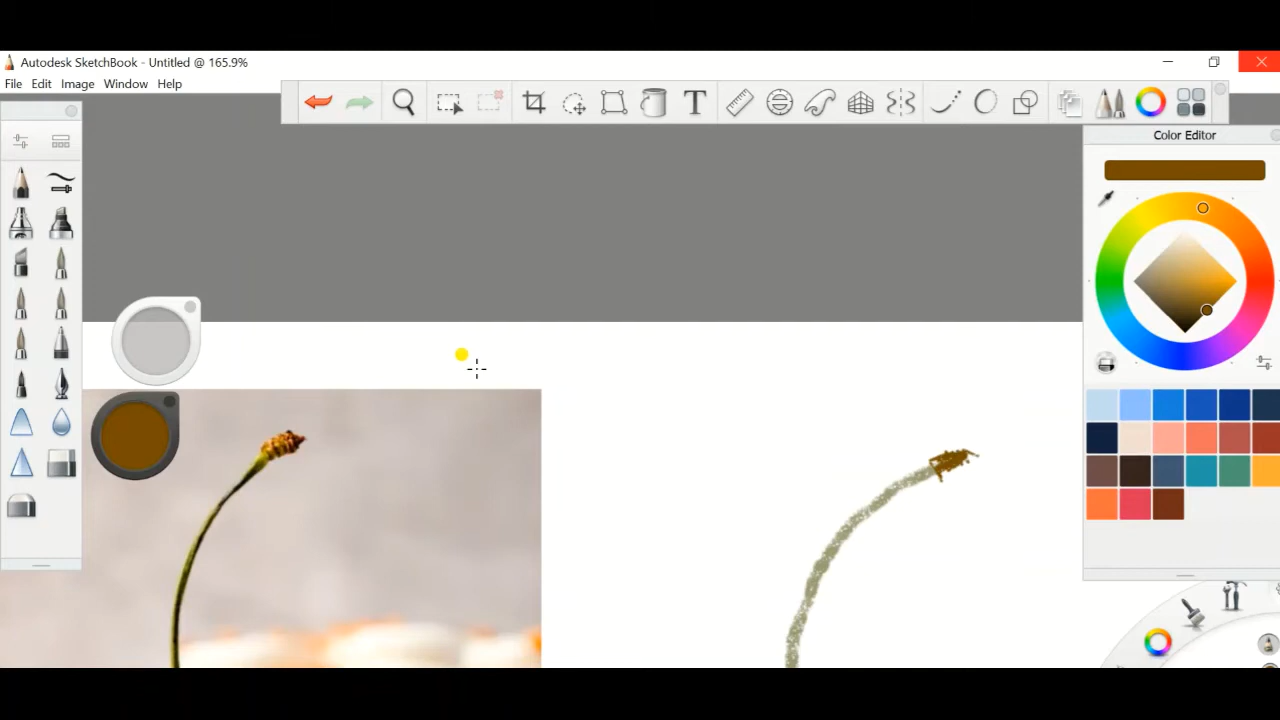 Autodesk SketchBook - Untitled @ 165.9%
File Edit Image Window Help
T
Color Editor